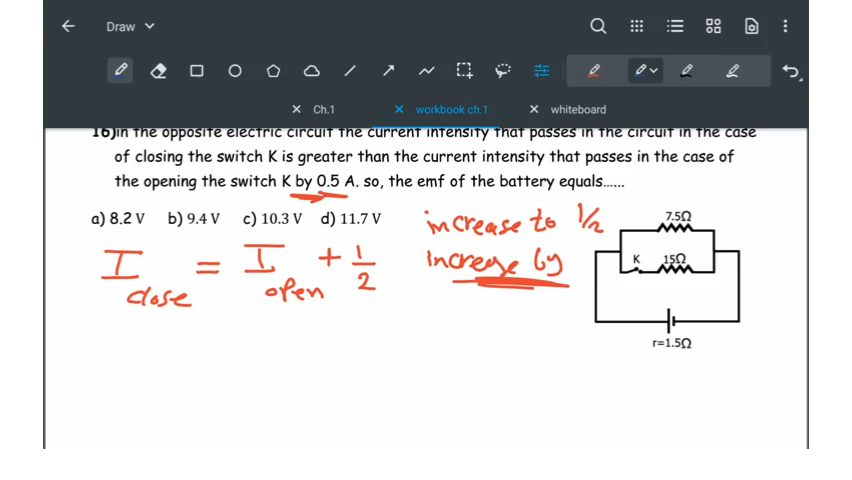 Draw
Ch.1
workbook ch.1
whiteboard
16)In the opposite electric circuit the current intensity that passes in the circuit in the case
of closing the switch K is greater than the current intensity that passes in the case of
the opening the switch K by 0.5 A. so, the emf of the battery equals......
a) 8.2 V b) 9.4 V c) 10.3 V d) 11.7 V
increase to 1/2
increase by
I close = I open + 1/2
7.5Ω
K 15Ω
r=1.5Ω